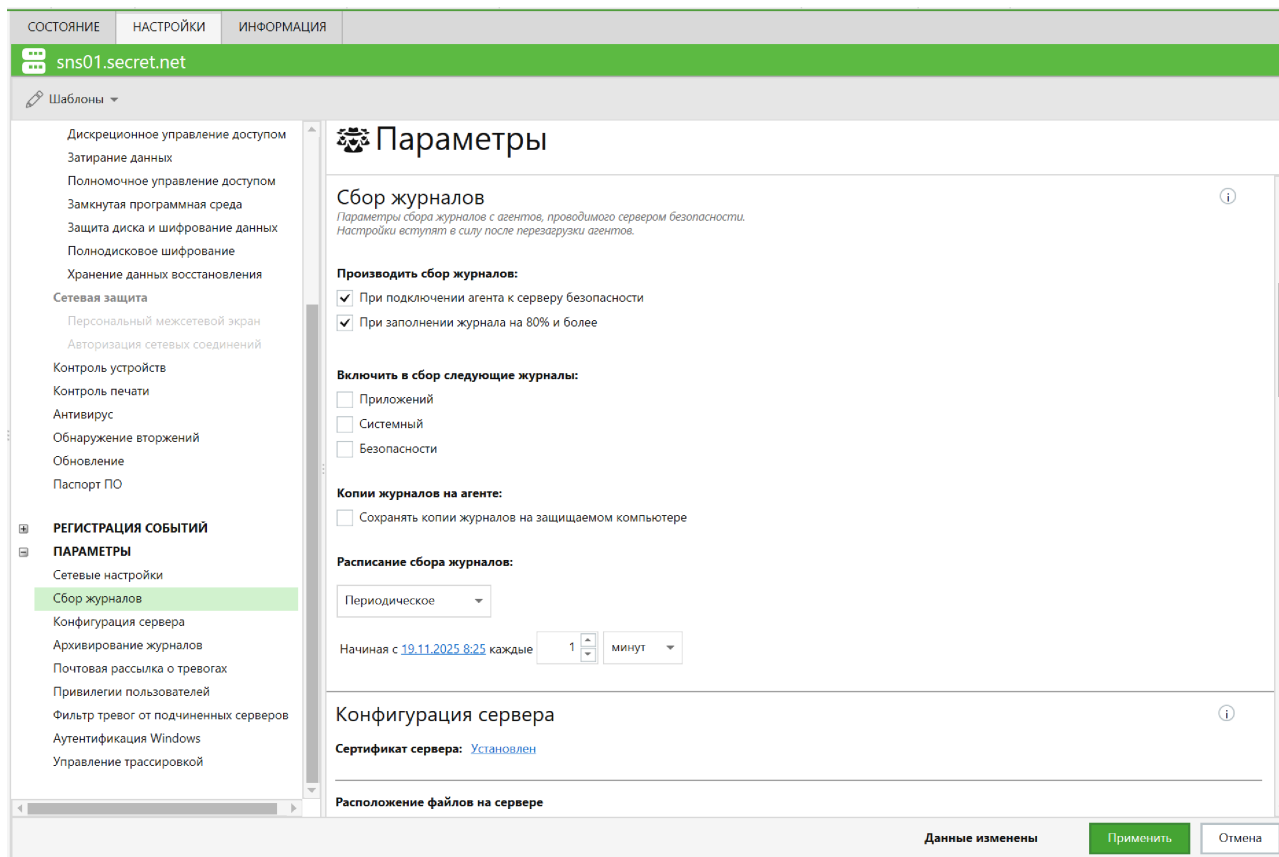 СОСТОЯНИЕ НАСТРОЙКИ ИНФОРМАЦИЯ
sns01.secret.net
Шаблоны
Дискреционное управление доступом
Затирание данных
Полномочное управление доступом
Замкнутая программная среда
Защита диска и шифрование данных
Полнодисковое шифрование
Хранение данных восстановления
Сетевая защита
Персональный межсетевой экран
Авторизация сетевых соединений
Контроль устройств
Контроль печати
Антивирус
Обнаружение вторжений
Обновление
Паспорт ПО
РЕГИСТРАЦИЯ СОБЫТИЙ
ПАРАМЕТРЫ
Сетевые настройки
Сбор журналов
Конфигурация сервера
Архивирование журналов
Почтовая рассылка о тревогах
Привилегии пользователей
Фильтр тревог от подчиненных серверов
Аутентификация Windows
Управление трассировкой
Параметры
Сбор журналов
Параметры сбора журналов с агентов, проводимого сервером безопасности.
Настройки вступят в силу после перезагрузки агентов.
Производить сбор журналов:
При подключении агента к серверу безопасности
При заполнении журнала на 80% и более
Включить в сбор следующие журналы:
Приложений
Системный
Безопасности
Копии журналов на агенте:
Сохранять копии журналов на защищаемом компьютере
Расписание сбора журналов:
Периодическое
Начиная с 19.11.2025 8:25 каждые 1 минут
Конфигурация сервера
Сертификат сервера: Установлен
Расположение файлов на сервере
Данные изменены Применить Отмена